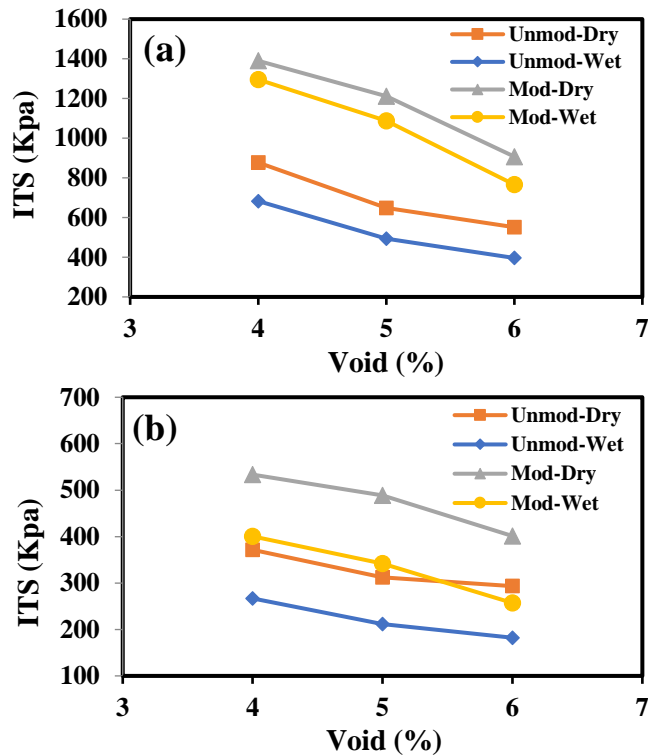 1600
1400
1200
1000
800
600
400
200
ITS (Kpa)
(a)
Unmod-Dry
Unmod-Wet
Mod-Dry
Mod-Wet
3 4 5 6 7
Void (%)
700
600
500
400
300
200
100
ITS (Kpa)
(b)
Unmod-Dry
Unmod-Wet
Mod-Dry
Mod-Wet
3 4 5 6 7
Void (%)